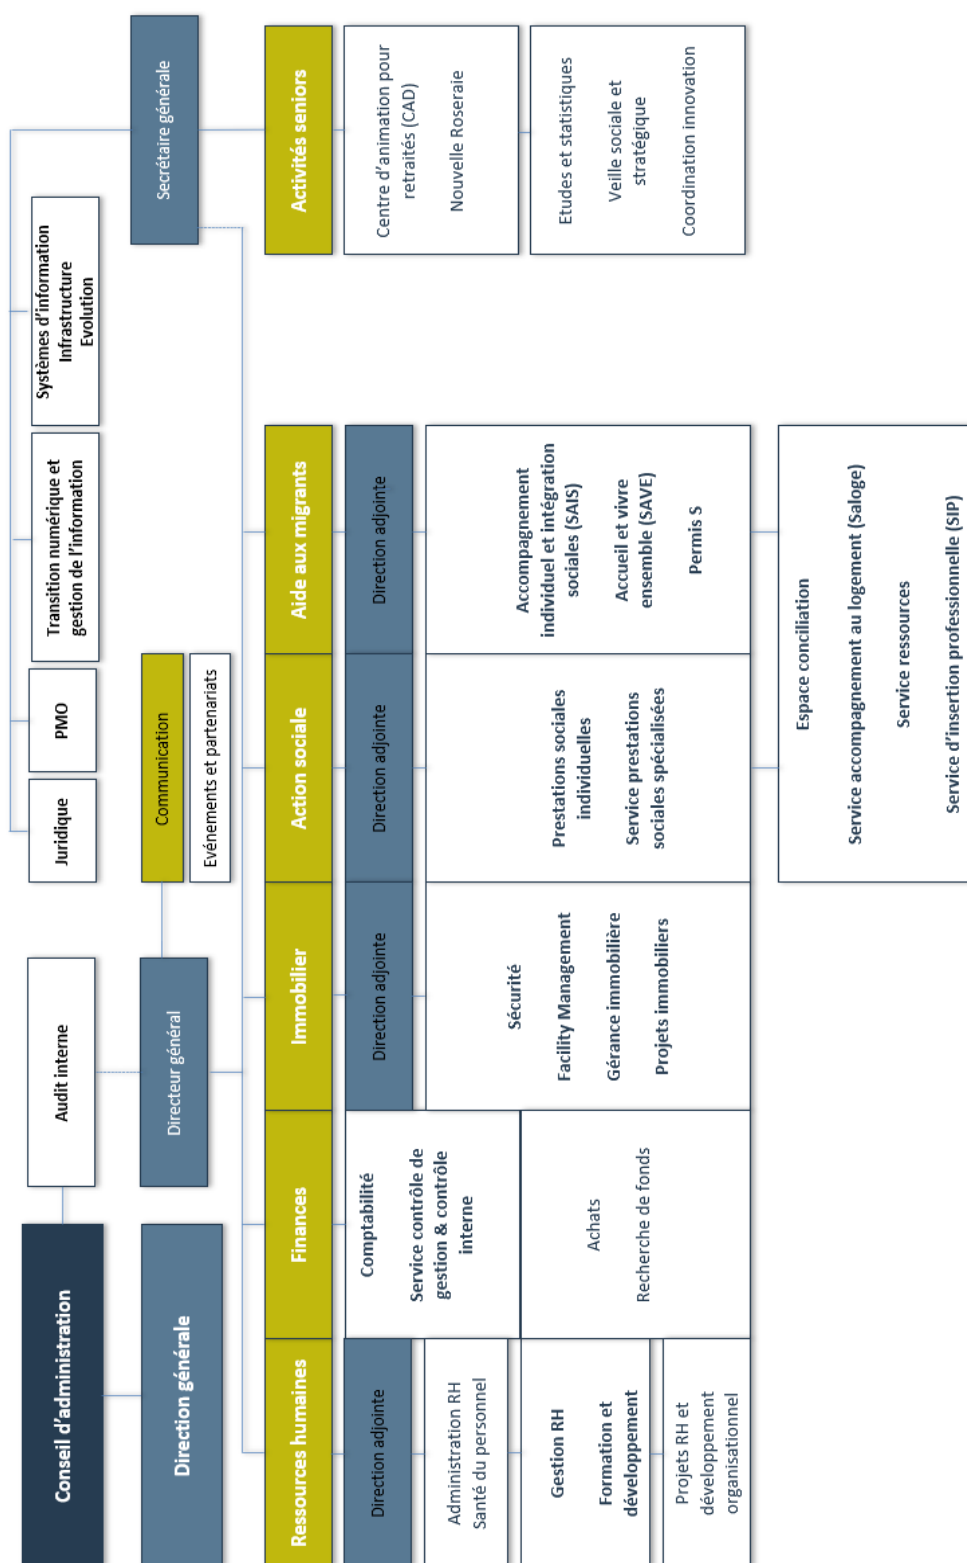 Conseil d'administration
Audit interne
Juridique
PMO
Transition numérique et
gestion de l'information
Systèmes d'information
Infrastructure
Evolution
Direction générale
Directeur général
Communication
Evénements et partenariats
Secrétaire générale
Ressources humaines
Finances
Immobilier
Action sociale
Aide aux migrants
Activités seniors
Direction adjointe
Administration RH
Santé du personnel
Gestion RH
Formation et
développement
Projets RH et
développement
organisationnel
Comptabilité
Service contrôle de
gestion & contrôle
interne
Achats
Recherche de fonds
Direction adjointe
Sécurité
Facility Management
Gérance immobilière
Projets immobiliers
Direction adjointe
Prestations sociales
individuelles
Service prestations
sociales spécialisées
Direction adjointe
Accompagnement
individuel et intégration
sociales (SAIS)
Accueil et vivre
ensemble (SAVE)
Permis S
Espace conciliation
Service accompagnement au logement (Saloge)
Service ressources
Service d'insertion professionnelle (SIP)
Centre d'animation pour
retraités (CAD)
Nouvelle Roseraie
Etudes et statistiques
Veille sociale et
stratégique
Coordination innovation